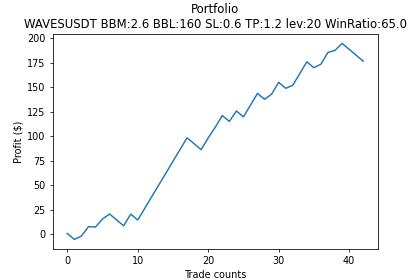 Portfolio
WAVESUSDT BBM:2.6 BBL:160 SL:0.6 TP:1.2 lev:20 WinRatio:65.0
200
175
150
125
100
75
50
25
0
Profit ($)
0 10 20 30 40
Trade counts